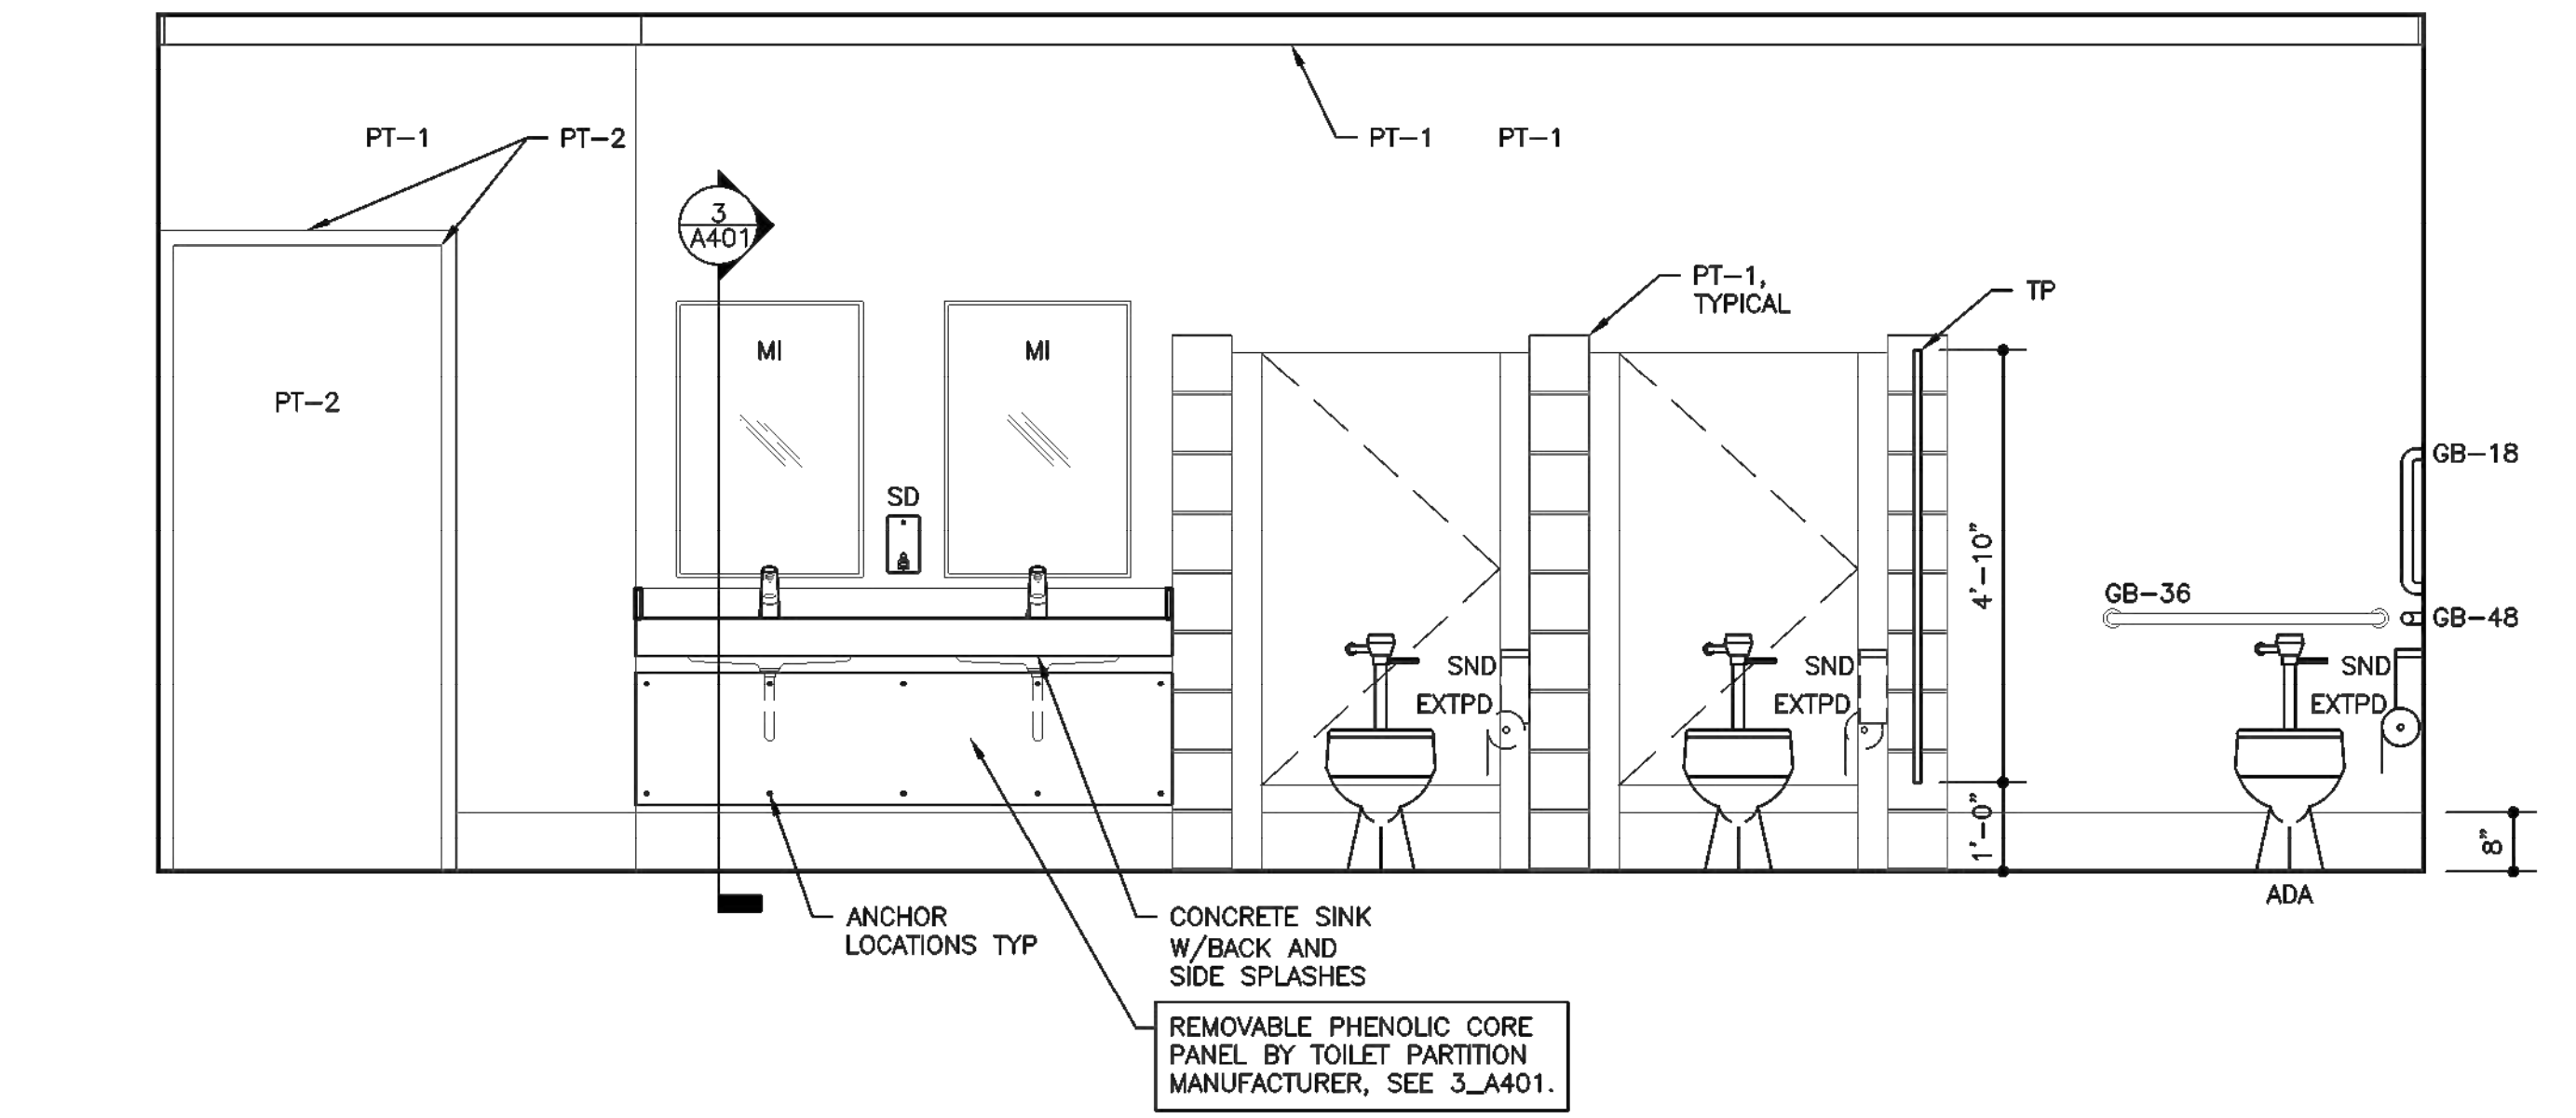 PT-1
PT-2
PT-1
PT-1
3
A401
PT-1,
TYPICAL
TP
MI
MI
PT-2
GB-18
SD
4'-10"
GB-36
GB-48
SND
SND
SND
EXTPD
EXTPD
EXTPD
1'-0"
8"
ADA
ANCHOR
LOCATIONS TYP
CONCRETE SINK
W/BACK AND
SIDE SPLASHES
REMOVABLE PHENOLIC CORE
PANEL BY TOILET PARTITION
MANUFACTURER, SEE 3_A401.